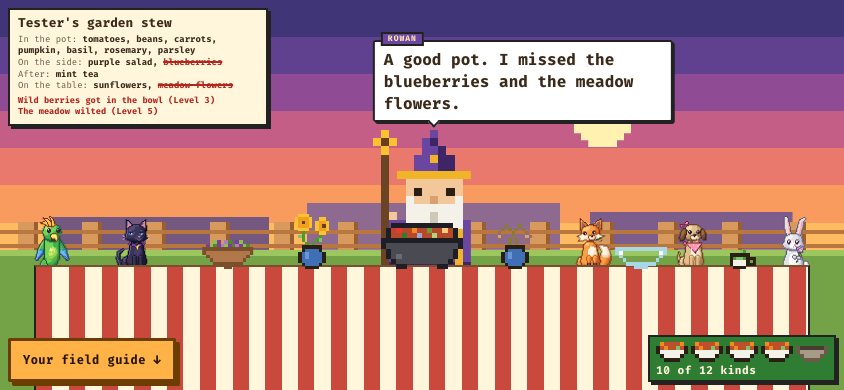 Tester's garden stew
In the pot: tomatoes, beans, carrots,
pumpkin, basil, rosemary, parsley
On the side: purple salad, blueberries
After: mint tea
On the table: sunflowers, meadow flowers
Wild berries got in the bowl (Level 3)
The meadow wilted (Level 5)
ROWAN
A good pot. I missed the
blueberries and the meadow
flowers.
Your field guide ↓
10 of 12 kinds